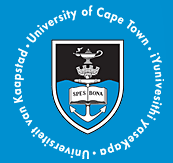 University of Cape Town · iYunivesithi yaseKapa · Universiteit van Kaapstad ·
SPES BONA